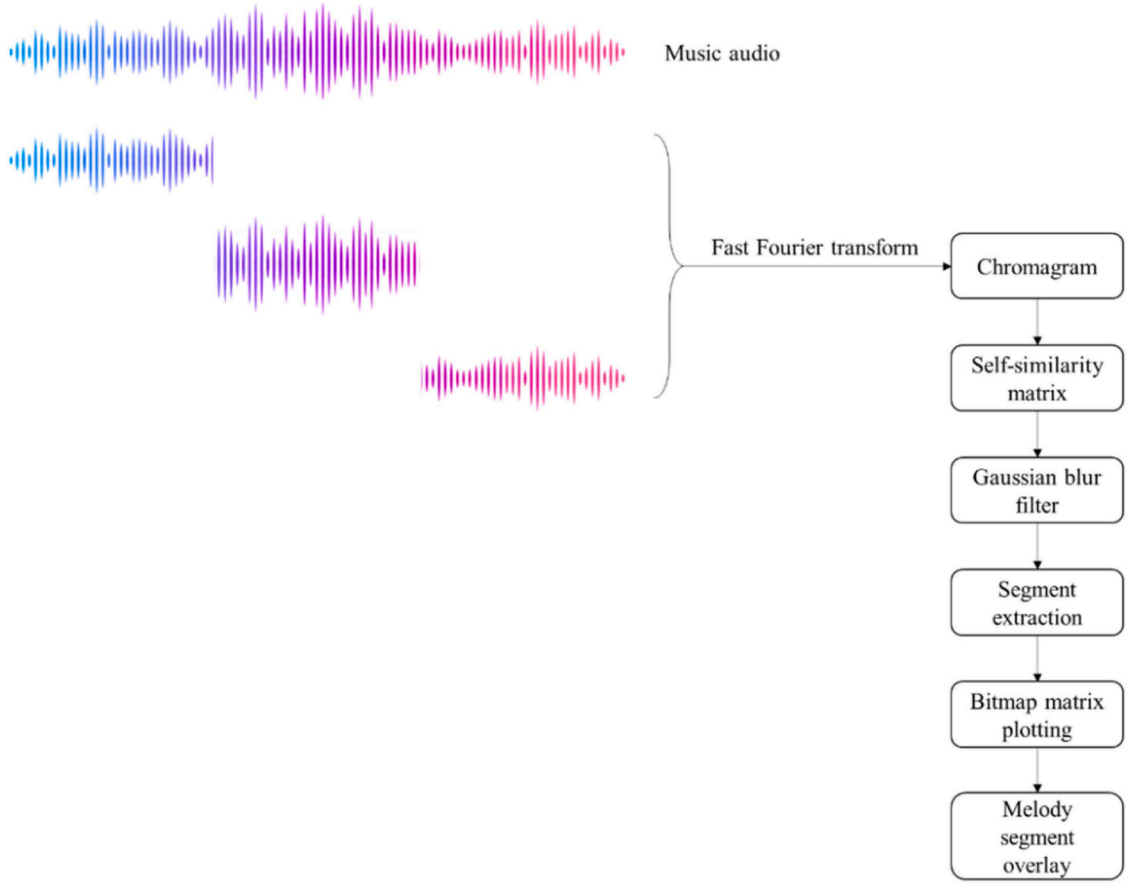 Music audio
Fast Fourier transform
Chromagram
Self-similarity
matrix
Gaussian blur
filter
Segment
extraction
Bitmap matrix
plotting
Melody
segment
overlay